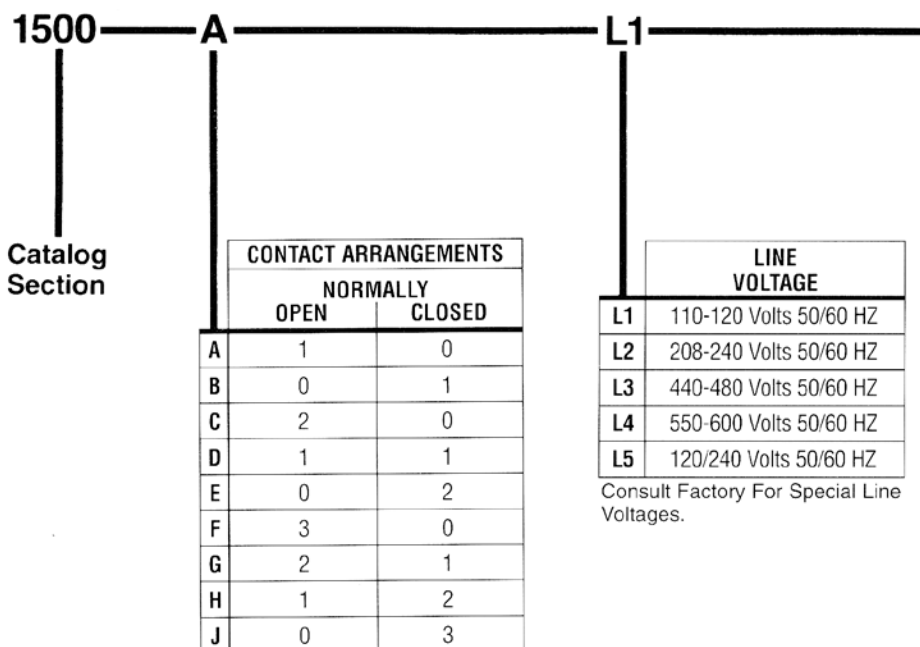 1500 A L1
Catalog
Section
CONTACT ARRANGEMENTS
NORMALLY
OPEN CLOSED
A 1 0
B 0 1
C 2 0
D 1 1
E 0 2
F 3 0
G 2 1
H 1 2
J 0 3
LINE
VOLTAGE
L1 110-120 Volts 50/60 HZ
L2 208-240 Volts 50/60 HZ
L3 440-480 Volts 50/60 HZ
L4 550-600 Volts 50/60 HZ
L5 120/240 Volts 50/60 HZ
Consult Factory For Special Line
Voltages.